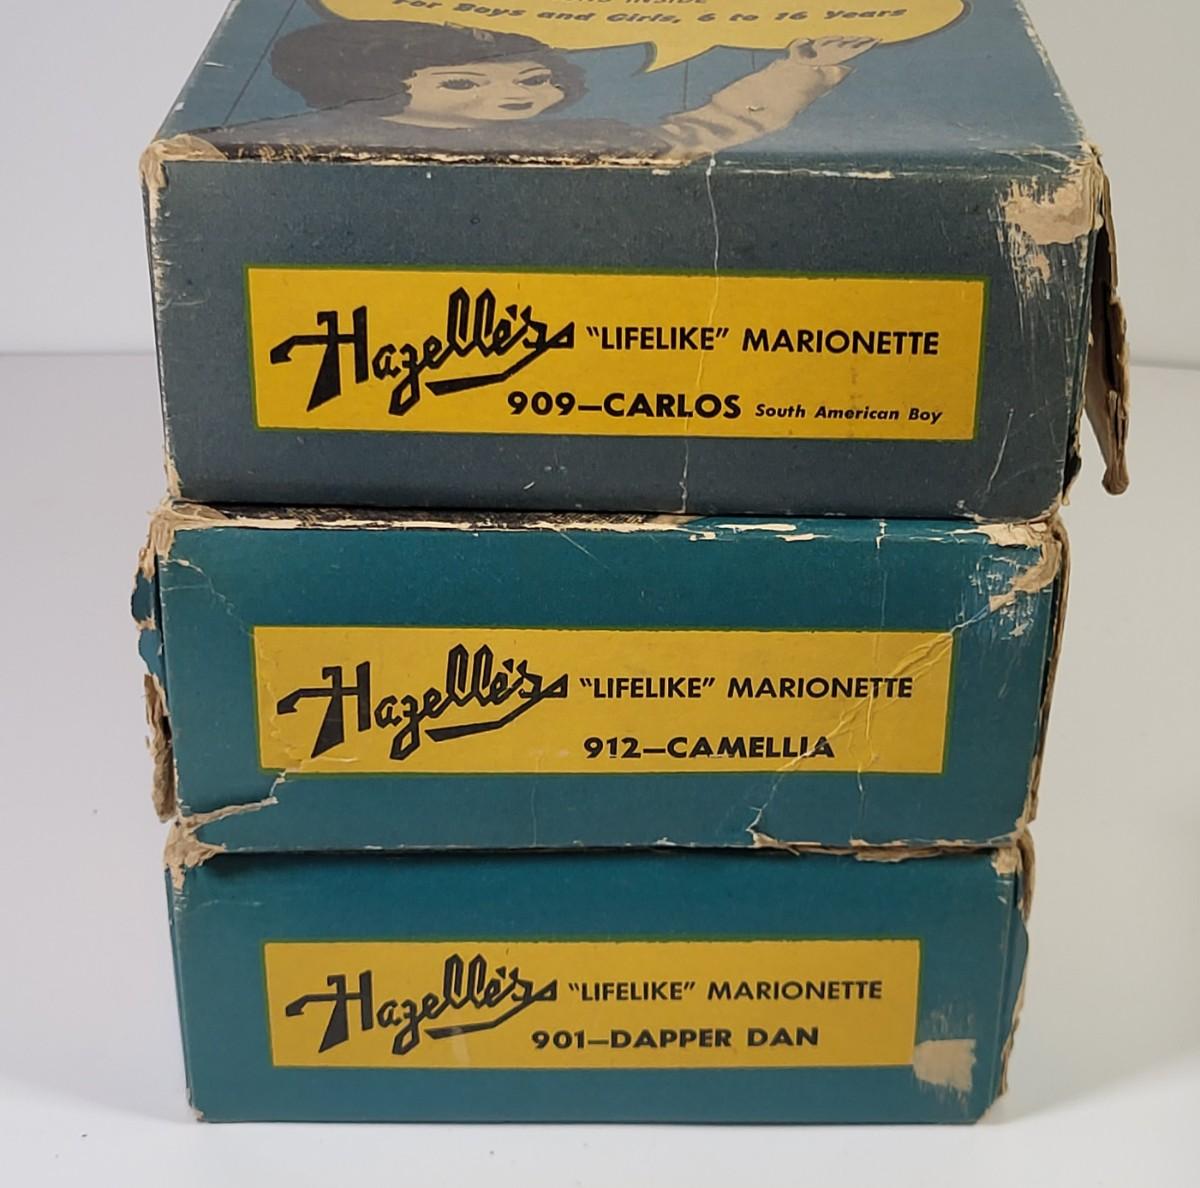 INSIDE
For Boys and Girls, 6 to 16 Years
Hazelle's "LIFELIKE" MARIONETTE
909—CARLOS South American Boy
Hazelle's "LIFELIKE" MARIONETTE
912—CAMELLIA
Hazelle's "LIFELIKE" MARIONETTE
901—DAPPER DAN